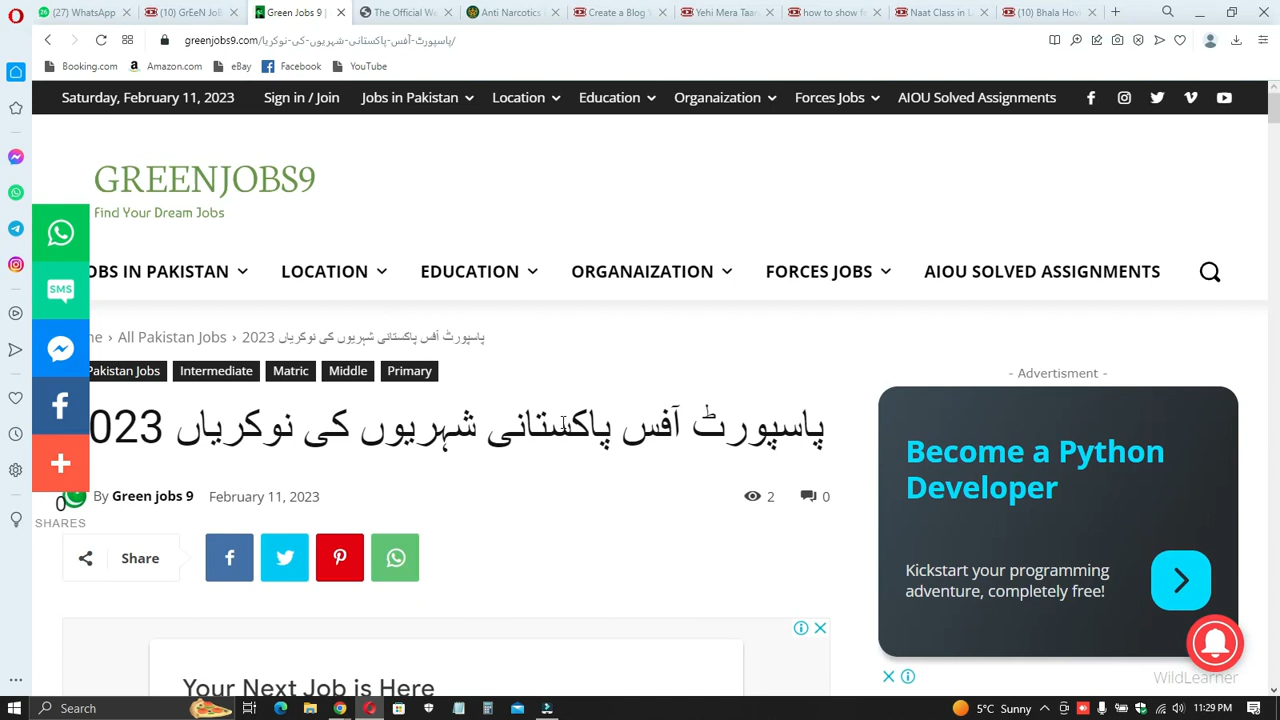 YouTub
(10) GrEeN JoB
Green Jobs 9 |
The Official We
Anti Narcotics
Create a Blog
Yehi Mera Taar
how to show f
Naat Class in L
(10) Bhala Hov
greenjobs9.com/پاسپورٹ-آفس-پاکستانی-شہریوں-کی-نوکریا/
Booking.com
Amazon.com
eBay
Facebook
YouTube
Saturday, February 11, 2023
Sign in / Join
Jobs in Pakistan
Location
Education
Organaization
Forces Jobs
AIOU Solved Assignments
GREENJOBS9
Find Your Dream Jobs
OBS IN PAKISTAN
LOCATION
EDUCATION
ORGANAIZATION
FORCES JOBS
AIOU SOLVED ASSIGNMENTS
SMS
me › All Pakistan Jobs › پاسپورٹ آفس پاکستانی شہریوں کی نوکریاں 2023
Pakistan Jobs
Intermediate
Matric
Middle
Primary
- Advertisment -
پاسپورٹ آفس پاکستانی شہریوں کی نوکریاں 023
Become a Python
Developer
By Green jobs 9
February 11, 2023
2
0
0
SHARES
Share
Kickstart your programming
adventure, completely free!
WildLearner
Your Next Job is Here
Search
5°C Sunny
11:29 PM